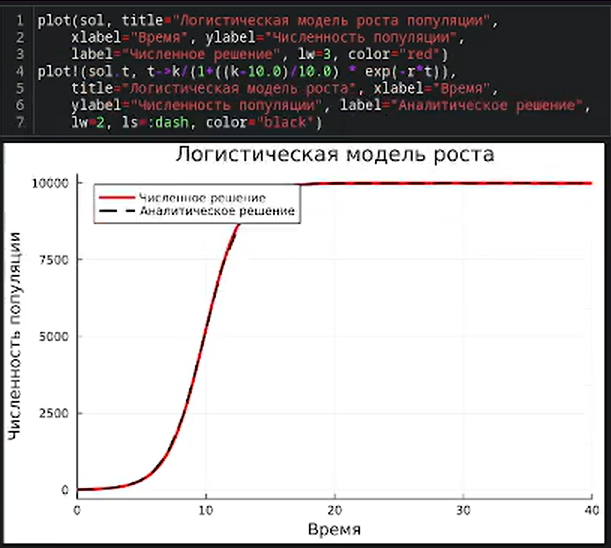 1 plot(sol, title="Логистическая модель роста популяции",
2 xlabel="Время", ylabel="Численность популяции",
3 label="Численное решение", lw=3, color="red")
4 plot!(sol.t, t->k/(1+((k-10.0)/10.0) * exp(-r*t)),
5 title="Логистическая модель роста", xlabel="Время",
6 ylabel="Численность популяции", label="Аналитическое решение",
7 lw=2, ls=:dash, color="black")
Логистическая модель роста
10000
Численное решение
Аналитическое решение
7500
5000
2500
0
Численность популяции
0 10 20 30 40
Время